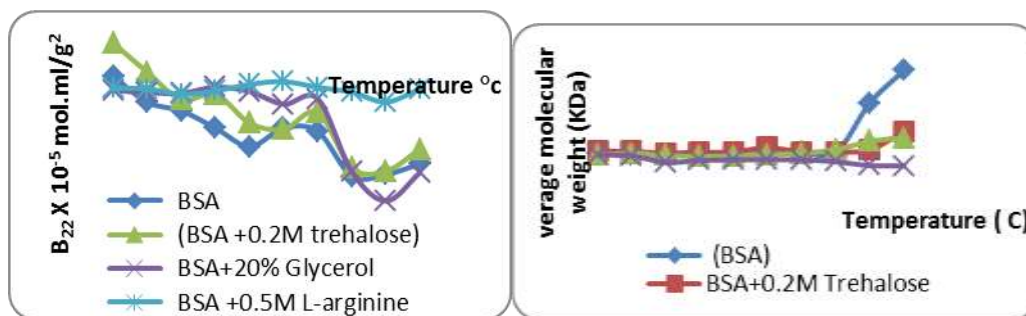 B22 X 10-5 mol.ml/g2
Temperature °c
BSA
(BSA +0.2M trehalose)
BSA+20% Glycerol
BSA +0.5M L-arginine
verage molecular
weight (KDa)
Temperature ( C)
(BSA)
BSA+0.2M Trehalose